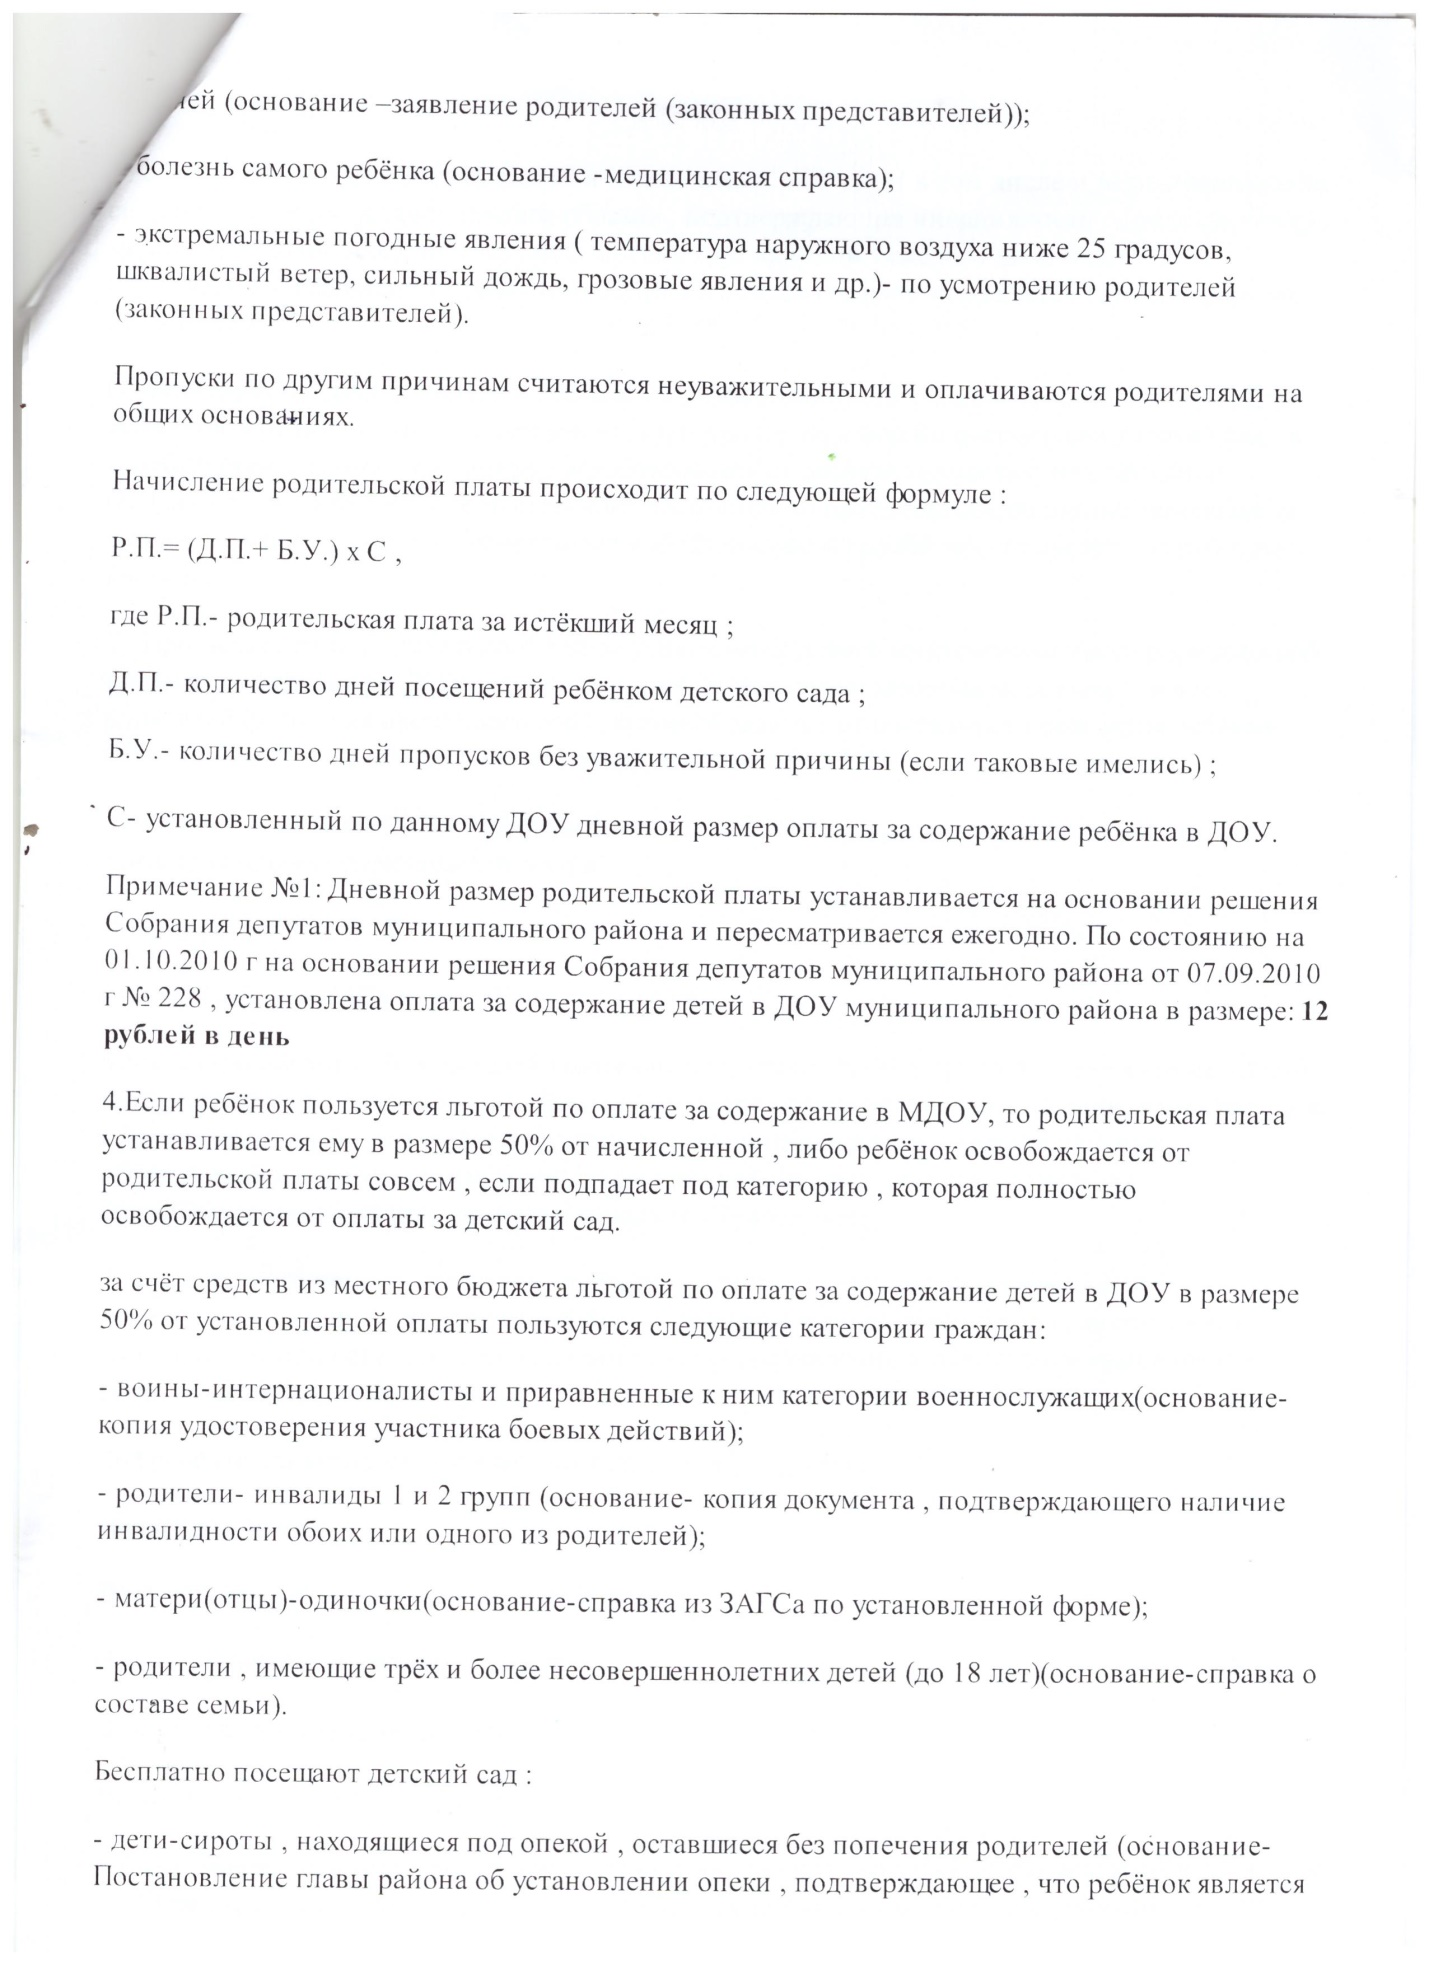 (основание –заявление родителей (законных представителей));
болезнь самого ребёнка (основание -медицинская справка);
- экстремальные погодные явления ( температура наружного воздуха ниже 25 градусов,
шквалистый ветер, сильный дождь, грозовые явления и др.)- по усмотрению родителей
(законных представителей).
Пропуски по другим причинам считаются неуважительными и оплачиваются родителями на
общих основаниях.
Начисление родительской платы происходит по следующей формуле :
Р.П.= (Д.П.+ Б.У.) х С ,
где Р.П.- родительская плата за истёкший месяц ;
Д.П.- количество дней посещений ребёнком детского сада ;
Б.У.- количество дней пропусков без уважительной причины (если таковые имелись) ;
С- установленный по данному ДОУ дневной размер оплаты за содержание ребёнка в ДОУ.
Примечание №1: Дневной размер родительской платы устанавливается на основании решения
Собрания депутатов муниципального района и пересматривается ежегодно. По состоянию на
01.10.2010 г на основании решения Собрания депутатов муниципального района от 07.09.2010
г № 228 , установлена оплата за содержание детей в ДОУ муниципального района в размере: 12
рублей в день
4.Если ребёнок пользуется льготой по оплате за содержание в МДОУ, то родительская плата
устанавливается ему в размере 50% от начисленной , либо ребёнок освобождается от
родительской платы совсем , если подпадает под категорию , которая полностью
освобождается от оплаты за детский сад.
за счёт средств из местного бюджета льготой по оплате за содержание детей в ДОУ в размере
50% от установленной оплаты пользуются следующие категории граждан:
- воины-интернационалисты и приравненные к ним категории военнослужащих(основание-
копия удостоверения участника боевых действий);
- родители- инвалиды 1 и 2 групп (основание- копия документа , подтверждающего наличие
инвалидности обоих или одного из родителей);
- матери(отцы)-одиночки(основание-справка из ЗАГСа по установленной форме);
- родители , имеющие трёх и более несовершеннолетних детей (до 18 лет)(основание-справка о
составе семьи).
Бесплатно посещают детский сад :
- дети-сироты , находящиеся под опекой , оставшиеся без попечения родителей (основание-
Постановление главы района об установлении опеки , подтверждающее , что ребёнок является